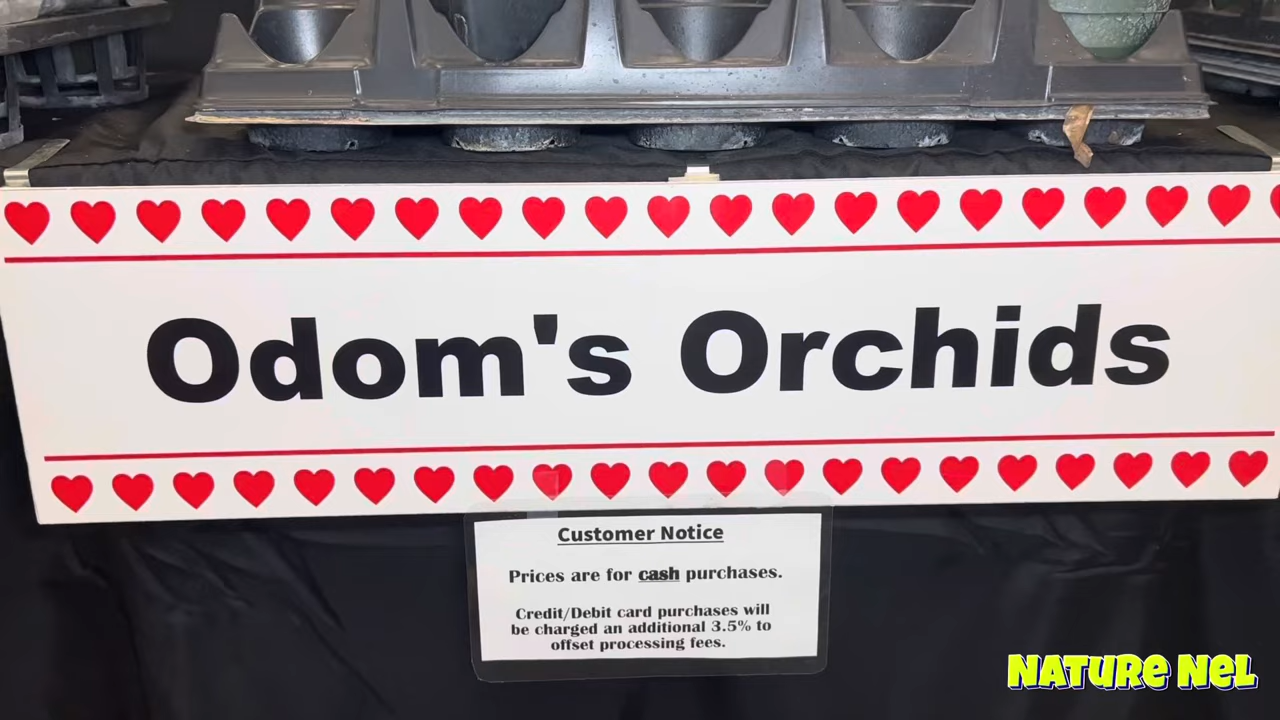 Odom's Orchids
Customer Notice
Prices are for cash purchases.
Credit/Debit card purchases will
be charged an additional 3.5% to
offset processing fees.
NATURE NEL